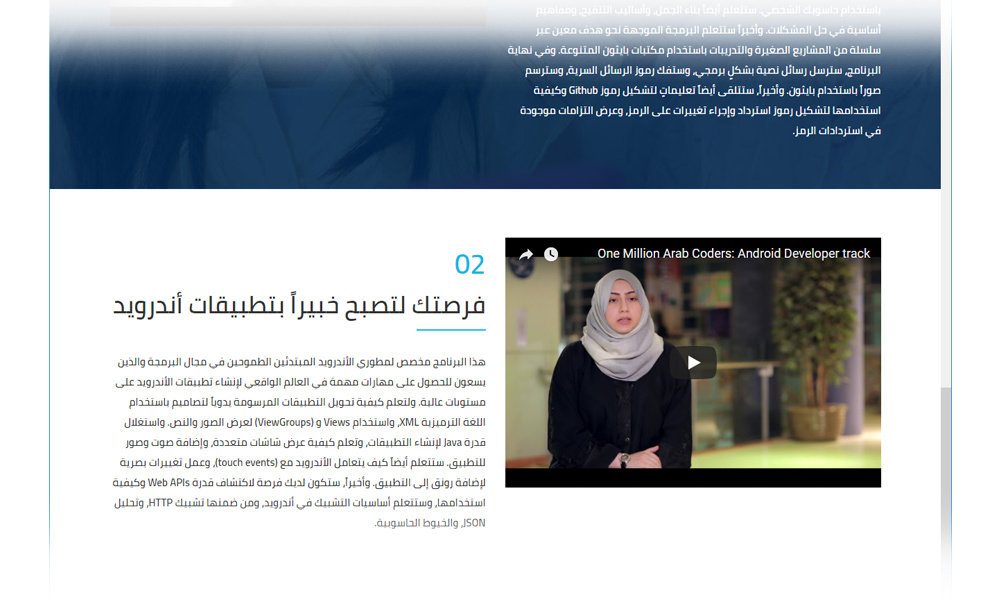 باستخدام حاسوبك الشخصي. ستتعلم أيضاً بناء الجمل، وأساليب التنقيح، ومفاهيم
أساسية في حل المشكلات. وأخيراً ستتعلم البرمجة الموجهة نحو هدف معين عبر
سلسلة من المشاريع الصغيرة والتدريبات باستخدام مكتبات بايثون المتنوعة. وفي نهاية
البرنامج، سترسل رسائل نصية بشكلٍ برمجي، وستفك رموز الرسائل السرية، وسترسم
صوراً باستخدام بايثون. وأخيراً، ستتلقى أيضاً تعليماتٍ لتشكيل رموز Github وكيفية
استخدامها لتشكيل رموز استرداد وإجراء تغييرات على الرمز، وعرض التزامات موجودة
في استردادات الرمز.
One Million Arab Coders: Android Developer track
02
فرصتك لتصبح خبيراً بتطبيقات أندرويد
هذا البرنامج مخصص لمطوري الأندرويد المبتدئين الطموحين في مجال البرمجة والذين
يسعون للحصول على مهارات مهمة في العالم الواقعي لإنشاء تطبيقات الأندرويد على
مستويات عالية. ولتعلم كيفية تحويل التطبيقات المرسومة يدوياً لتصاميم باستخدام
اللغة الترميزية XML، واستخدام Views و (ViewGroups) لعرض الصور والنص. واستغلال
قدرة Java لإنشاء التطبيقات، وتعلم كيفية عرض شاشات متعددة، وإضافة صوت وصور
للتطبيق. ستتعلم أيضاً كيف يتعامل الأندرويد مع (touch events)، وعمل تغييرات بصرية
لإضافة رونق إلى التطبيق. وأخيراً، ستكون لديك فرصة لاكتشاف قدرة Web APIs وكيفية
استخدامها، وستتعلم أساسيات التشبيك في أندرويد، ومن ضمنها تشبيك HTTP، وتحليل
JSON، والخيوط الحاسوبية.